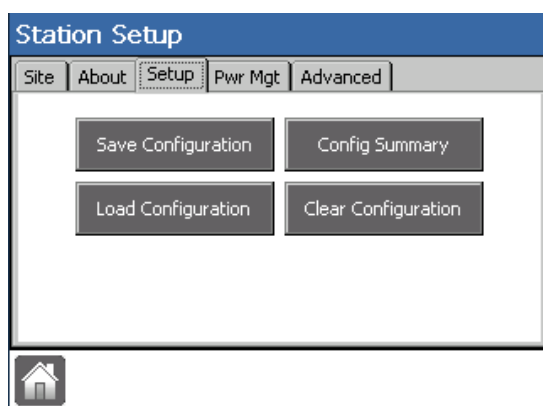 Station Setup
Site About Setup Pwr Mgt Advanced
Save Configuration Config Summary
Load Configuration Clear Configuration